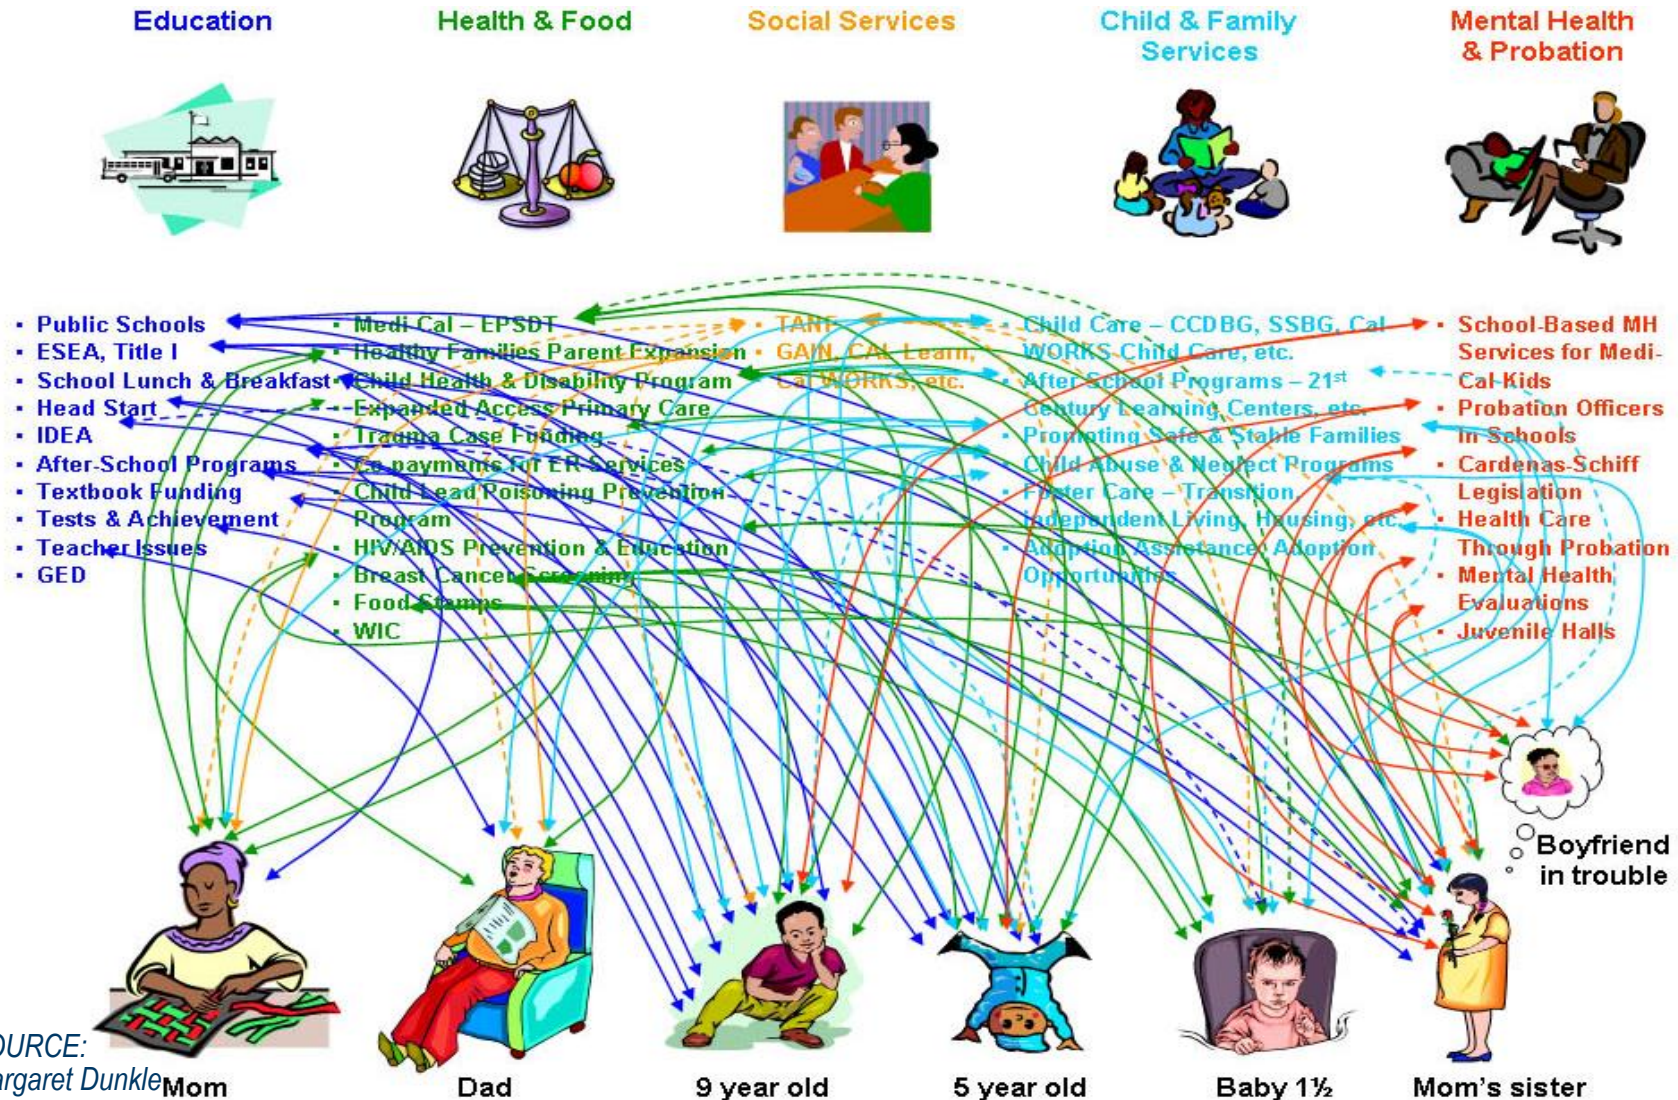 Education
Health & Food
Social Services
Child & Family
Services
Mental Health
& Probation
Public Schools
ESEA, Title I
School Lunch & Breakfast
Head Start
IDEA
After-School Programs
Textbook Funding
Tests & Achievement
Teacher Issues
GED
Medi Cal – EPSDT
Healthy Families Parent Expansion
Child Health & Disability Program
Expanded Access Primary Care
Trauma Case Funding
Co-payments for ER Services
Child Lead Poisoning Prevention
Program
HIV/AIDS Prevention & Education
Breast Cancer Screening
Food Stamps
WIC
TANF
GAIN, CAL Learn,
Cal WORKS, etc.
Child Care – CCDBG, SSBG, Cal
WORKS Child Care, etc.
After School Programs – 21st
Century Learning Centers, etc.
Promoting Safe & Stable Families
Child Abuse & Neglect Programs
Foster Care – Transition,
Independent Living, Housing, etc.
Adoption Assistance, Adoption
Opportunities
School-Based MH
Services for Medi-
Cal Kids
Probation Officers
In Schools
Cardenas-Schiff
Legislation
Health Care
Through Probation
Mental Health
Evaluations
Juvenile Halls
Boyfriend
in trouble
OURCE:
argaret Dunkle
Mom
Dad
9 year old
5 year old
Baby 1½
Mom's sister